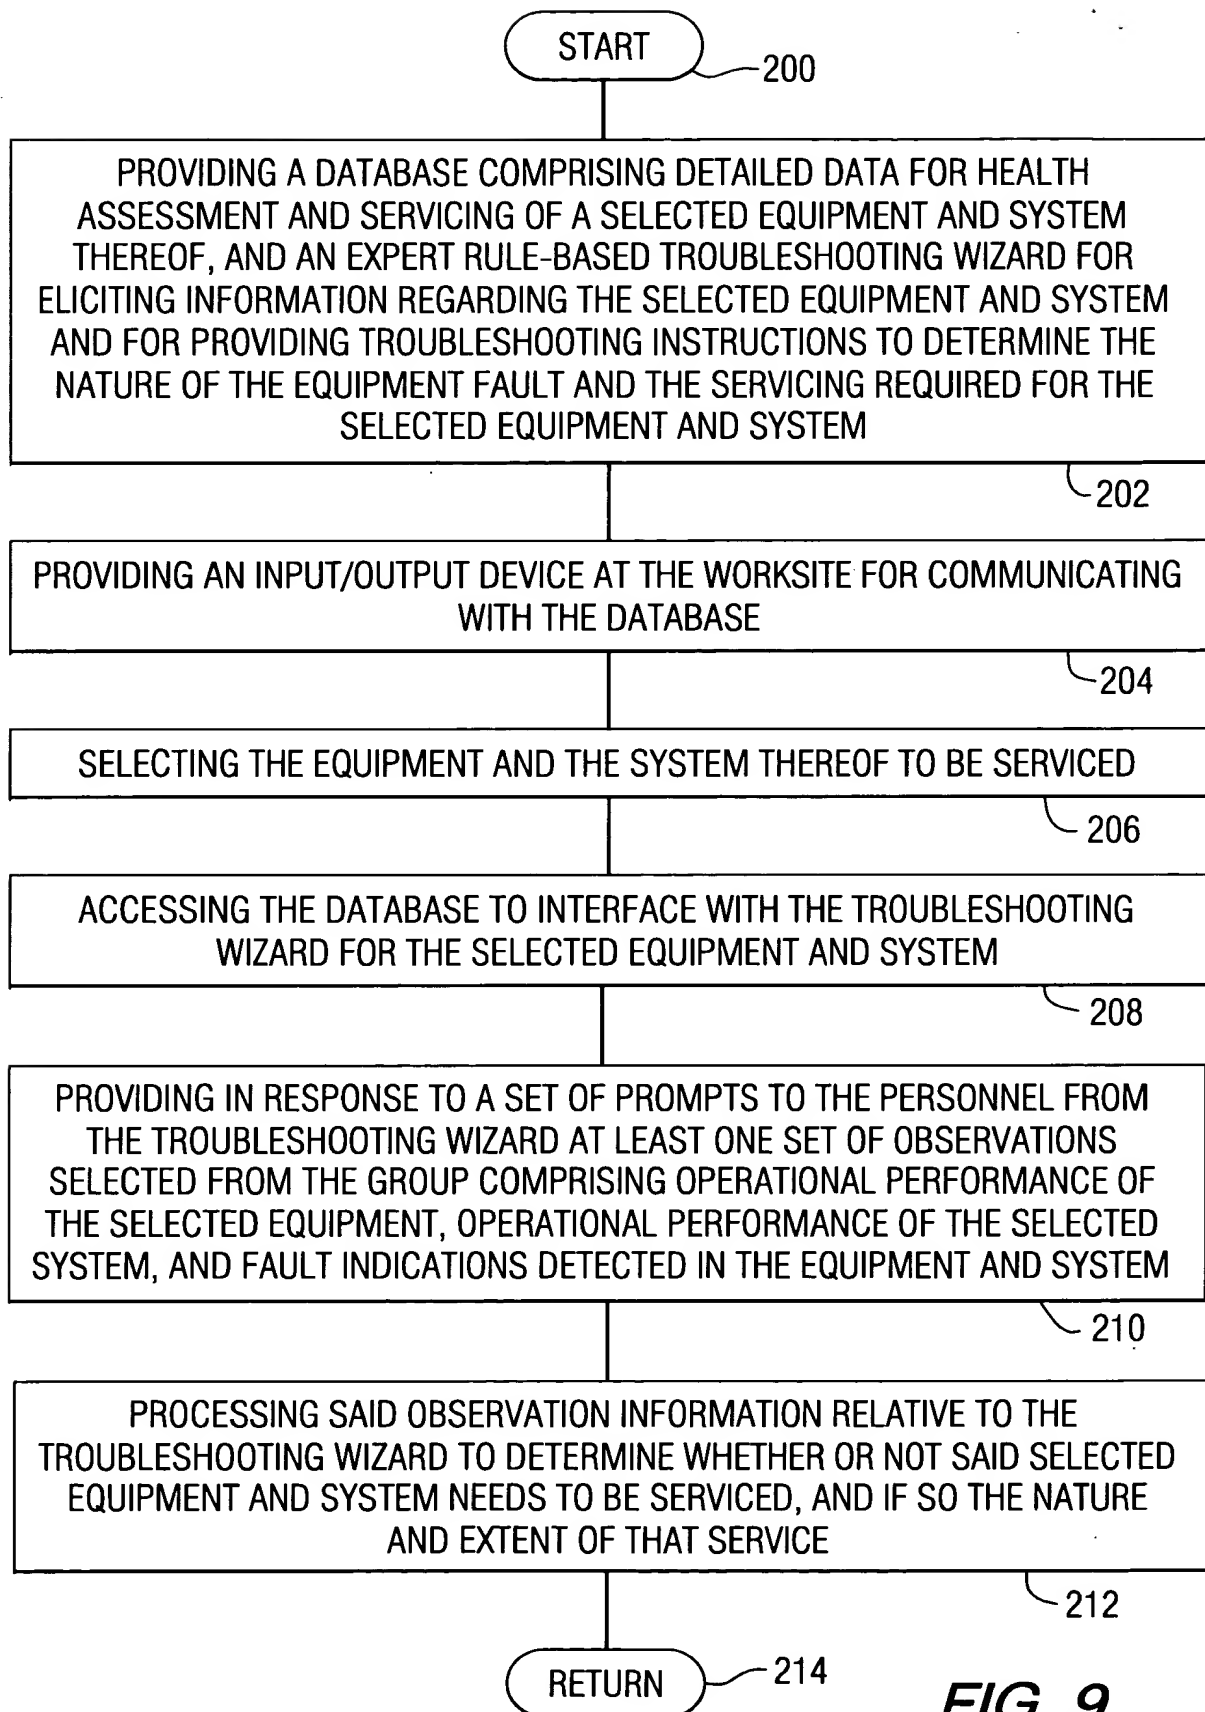 START
200
PROVIDING A DATABASE COMPRISING DETAILED DATA FOR HEALTH
ASSESSMENT AND SERVICING OF A SELECTED EQUIPMENT AND SYSTEM
THEREOF, AND AN EXPERT RULE-BASED TROUBLESHOOTING WIZARD FOR
ELICITING INFORMATION REGARDING THE SELECTED EQUIPMENT AND SYSTEM
AND FOR PROVIDING TROUBLESHOOTING INSTRUCTIONS TO DETERMINE THE
NATURE OF THE EQUIPMENT FAULT AND THE SERVICING REQUIRED FOR THE
SELECTED EQUIPMENT AND SYSTEM
202
PROVIDING AN INPUT/OUTPUT DEVICE AT THE WORKSITE FOR COMMUNICATING
WITH THE DATABASE
204
SELECTING THE EQUIPMENT AND THE SYSTEM THEREOF TO BE SERVICED
206
ACCESSING THE DATABASE TO INTERFACE WITH THE TROUBLESHOOTING
WIZARD FOR THE SELECTED EQUIPMENT AND SYSTEM
208
PROVIDING IN RESPONSE TO A SET OF PROMPTS TO THE PERSONNEL FROM
THE TROUBLESHOOTING WIZARD AT LEAST ONE SET OF OBSERVATIONS
SELECTED FROM THE GROUP COMPRISING OPERATIONAL PERFORMANCE OF
THE SELECTED EQUIPMENT, OPERATIONAL PERFORMANCE OF THE SELECTED
SYSTEM, AND FAULT INDICATIONS DETECTED IN THE EQUIPMENT AND SYSTEM
210
PROCESSING SAID OBSERVATION INFORMATION RELATIVE TO THE
TROUBLESHOOTING WIZARD TO DETERMINE WHETHER OR NOT SAID SELECTED
EQUIPMENT AND SYSTEM NEEDS TO BE SERVICED, AND IF SO THE NATURE
AND EXTENT OF THAT SERVICE
212
RETURN
214
FIG. 9